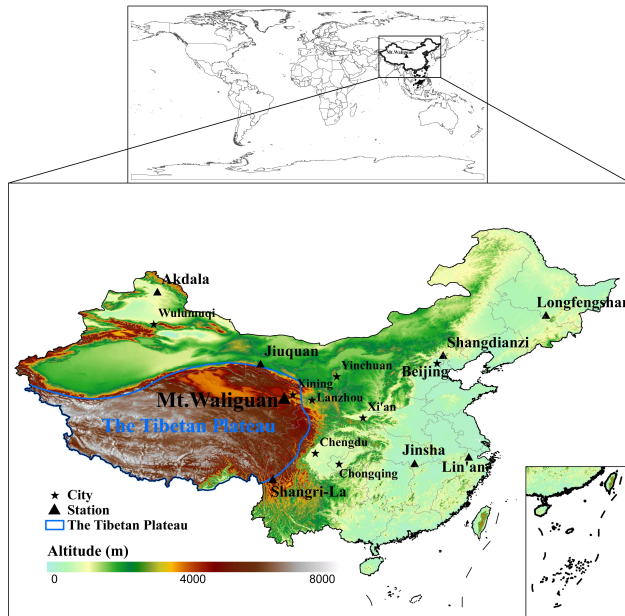 Mt.Waliguan
Akdala
Wulumuqi
Longfengshan
Shangdianzi
Jiuquan
Yinchuan
Beijing
Xining
Mt.Waliguan
Lanzhou
Xi'an
The Tibetan Plateau
Chengdu
Jinsha
Chongqing
Lin'an
Shangri-La
City
Station
The Tibetan Plateau
Altitude (m)
0 4000 8000